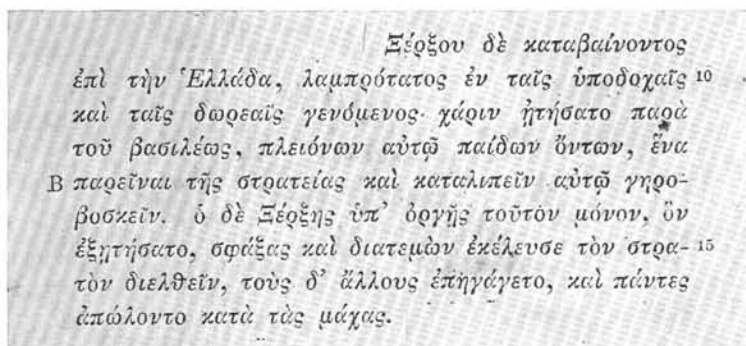 Ξέρξου δὲ καταβαίνοντος
ἐπὶ τὴν Ἑλλάδα, λαμπρότατος ἐν ταῖς ὑποδοχαῖς 10
καὶ ταῖς δωρεαῖς γενόμενος χάριν ᾐτήσατο παρὰ
τοῦ βασιλέως, πλειόνων αὐτῷ παίδων ὄντων, ἕνα
B παρεῖναι τῆς στρατείας καὶ καταλιπεῖν αὐτῷ γηρο-
βοσκεῖν. ὁ δὲ Ξέρξης ὑπ' ὀργῆς τοῦτον μόνον, ὃν
ἐξῃτήσατο, σφάξας καὶ διατεμὼν ἐκέλευσε τὸν στρα- 15
τὸν διελθεῖν, τοὺς δ' ἄλλους ἐπηγάγετο, καὶ πάντες
ἀπώλοντο κατὰ τὰς μάχας.